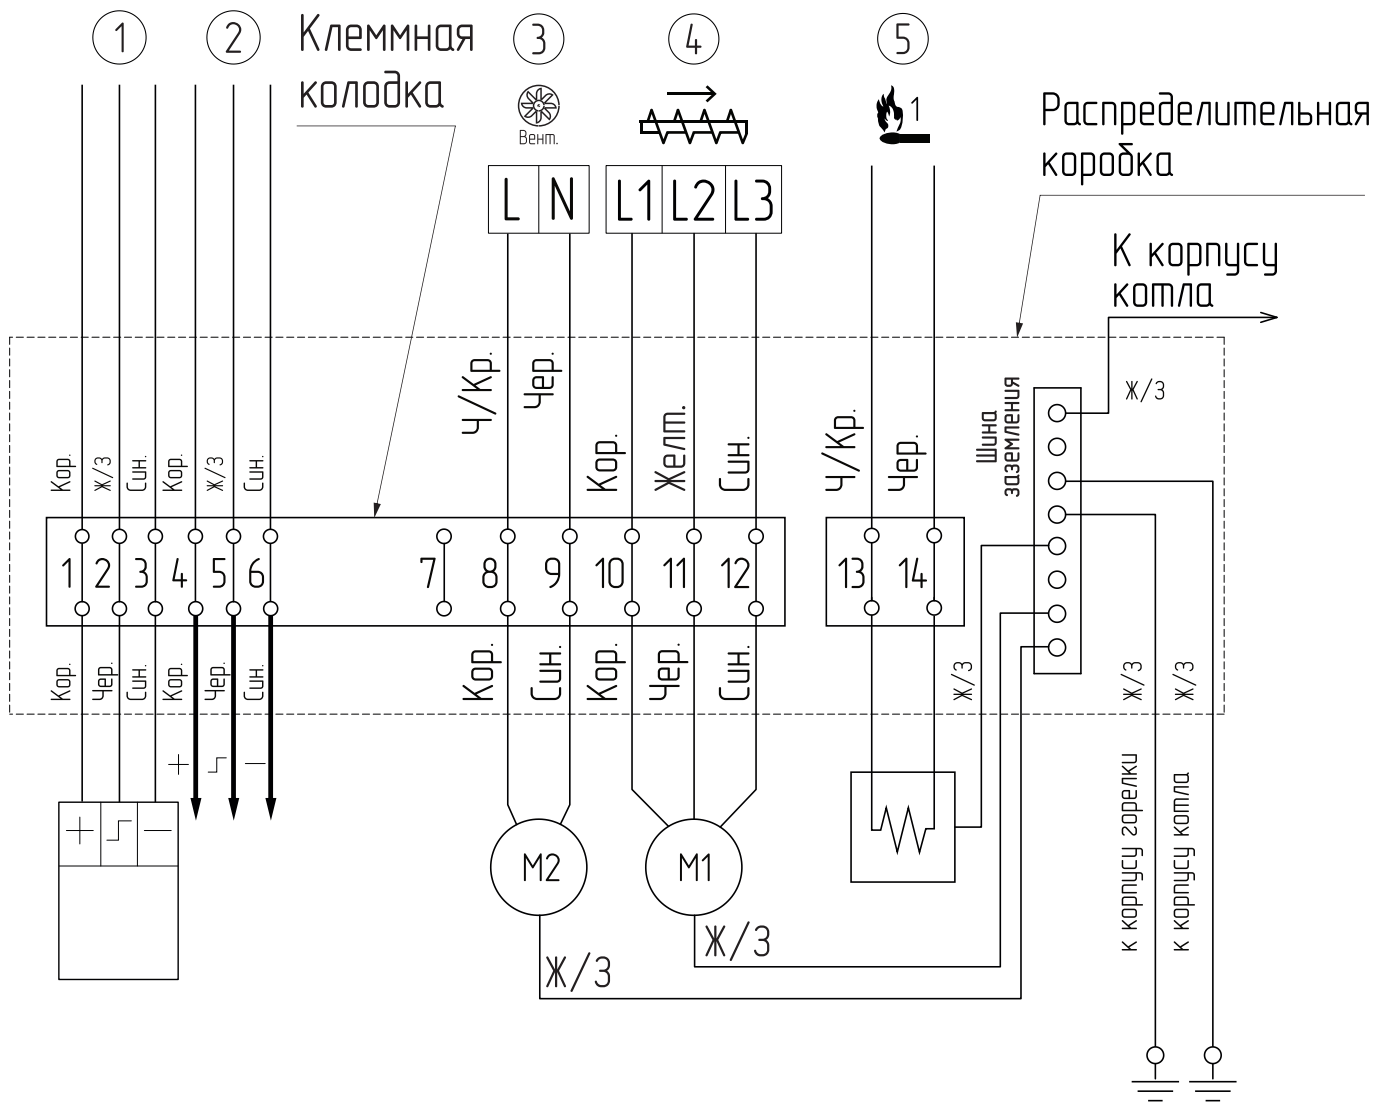 1 2 3 4 5
Клеммная
колодка
Вент.
1
Распределительная
коробка
L N L1 L2 L3
К корпусу
котла
Ж/З
Ч/Кр. Чер.
Кор. Желт. Син.
Ч/Кр. Чер.
Шина
заземления
Кор. Ж/З Син. Кор. Ж/З Син.
1 2 3 4 5 6 7 8 9 10 11 12 13 14
Кор. Чер. Син. Кор. Чер. Син.
Кор. Син. Кор. Чер. Син.
Ж/З
Ж/З
Ж/З
+ −
+ −
М2 М1
к корпусу горелки
к корпусу котла
Ж/З
Ж/З